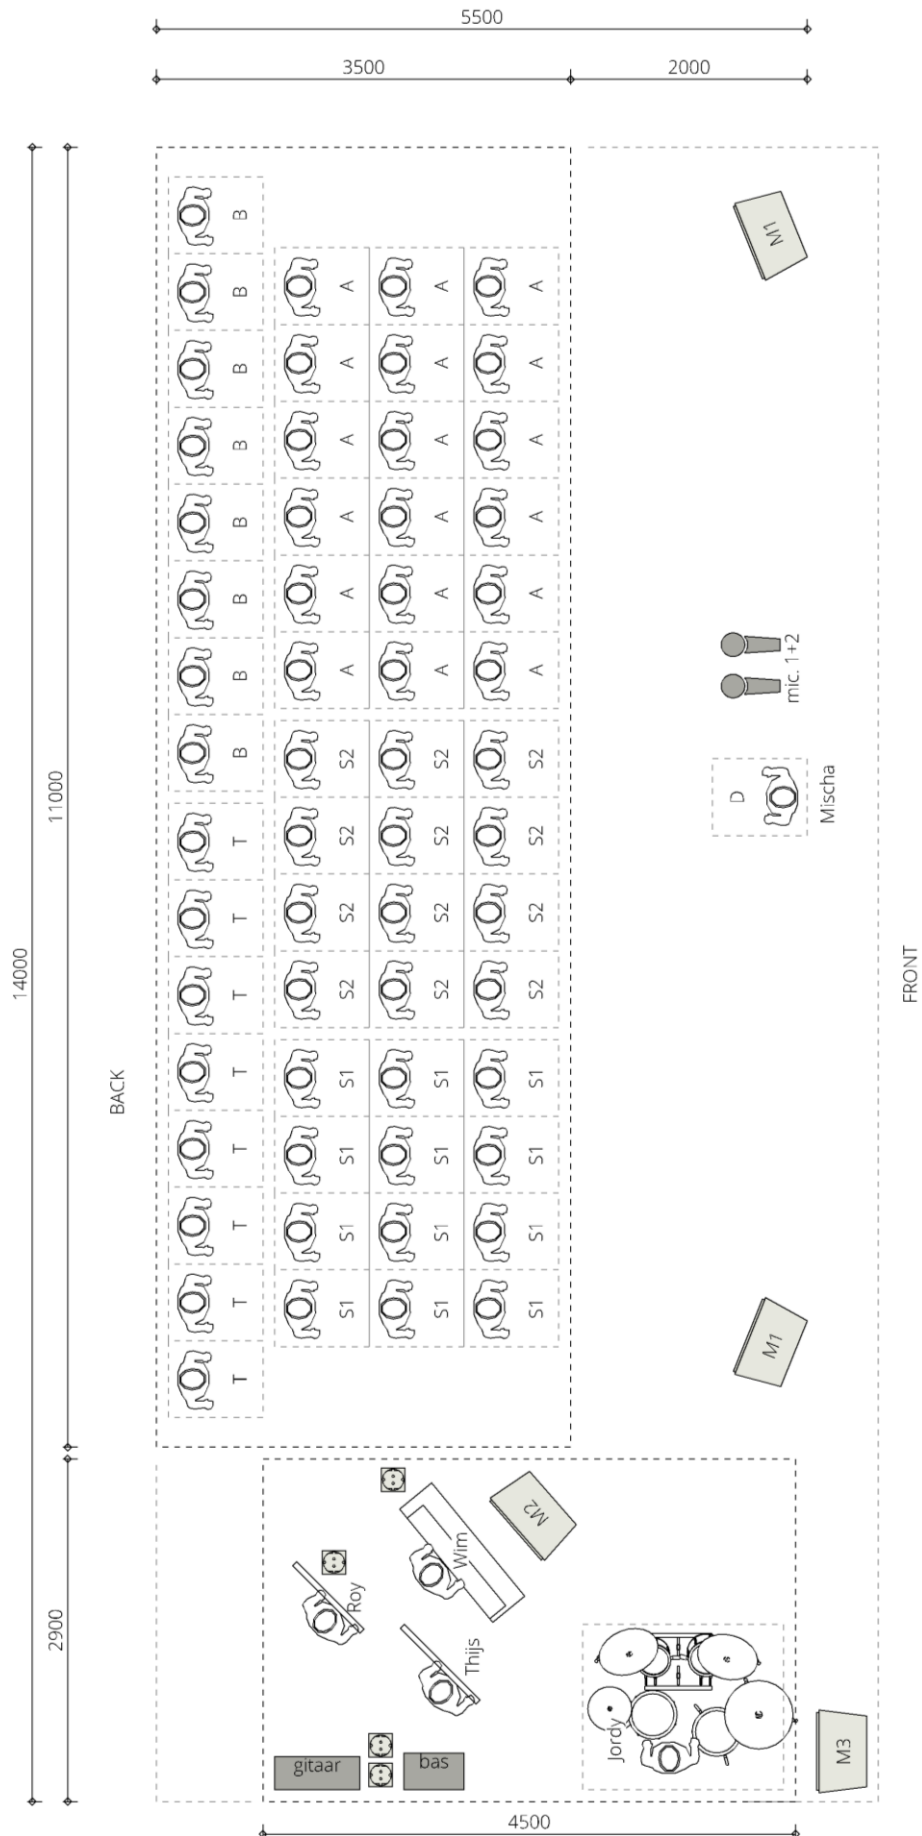 5500
3500 2000
B
A A A
B
A A A
B
A A A
B
A A A
B
A A A
B
A A A
B
B
S2 S2 S2
T
S2 S2 S2
T
S2 S2 S2
T
S2 S2 S2
T
S1 S1 S1
T
S1 S1 S1
T
S1 S1 S1
T
S1 S1 S1
T
M1
mic. 1+2
D
Mischa
M1
11000
14000
BACK
FRONT
2900
M2
Wim
Roy
Thijs
Jordy
M3
gitaar
bas
4500